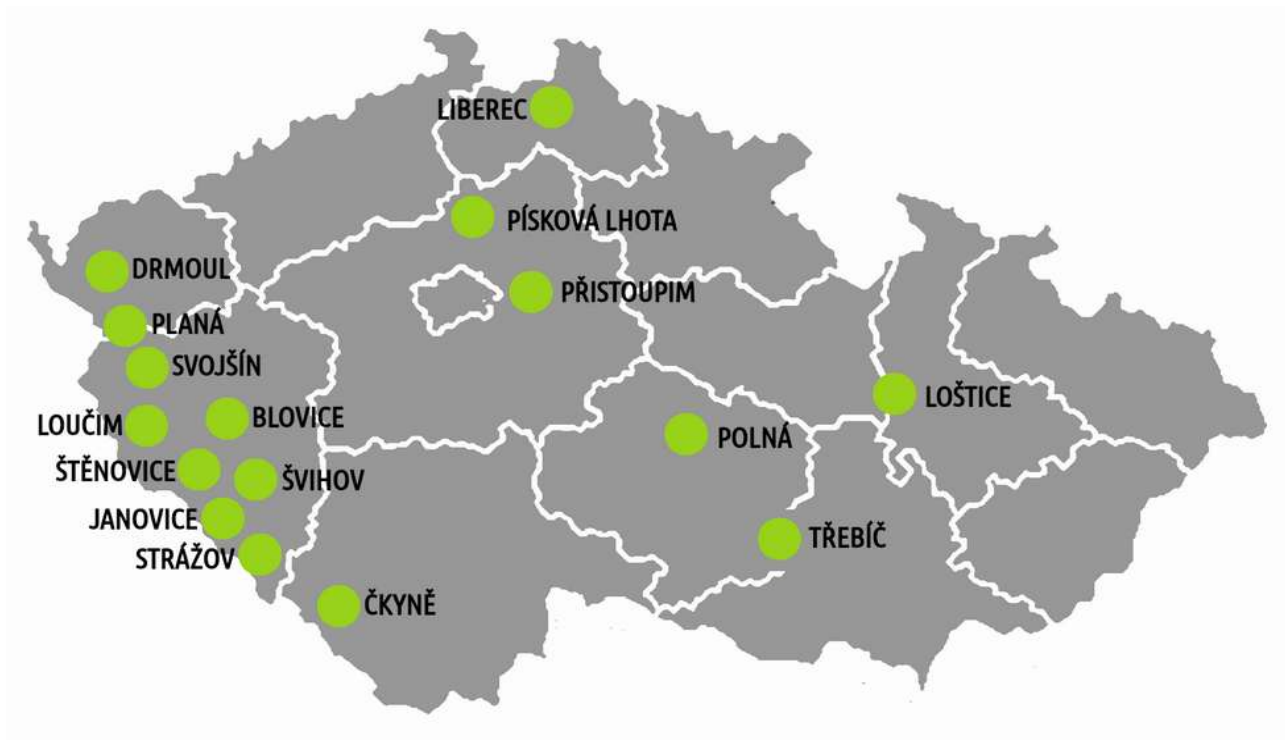 LIBEREC
PÍSKOVÁ LHOTA
DRMOUL
PŘISTOUPIM
PLANÁ
SVOJŠÍN
LOŠTICE
LOUČIM
BLOVICE
POLNÁ
ŠTĚNOVICE
ŠVIHOV
JANOVICE
TŘEBÍČ
STRÁŽOV
ČKYNĚ